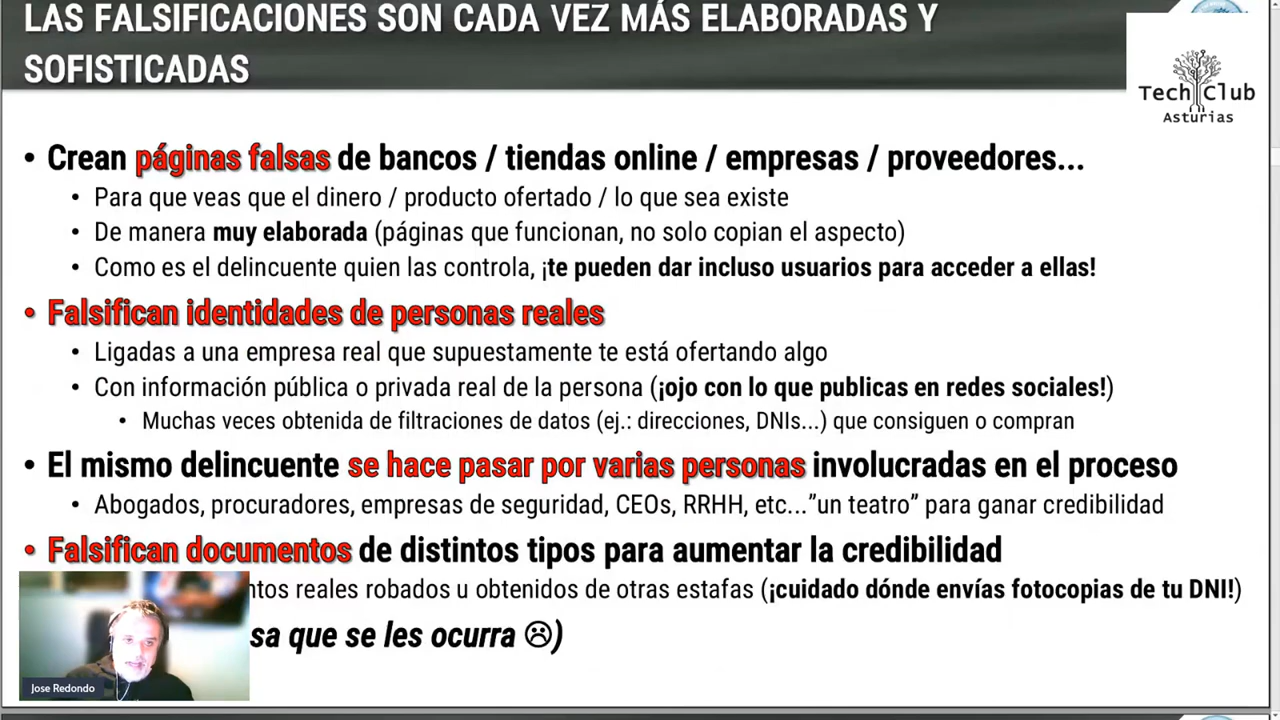 LAS FALSIFICACIONES SON CADA VEZ MÁS ELABORADAS Y
SOFISTICADAS
Tech Club
Asturias
• Crean páginas falsas de bancos / tiendas online / empresas / proveedores...
• Para que veas que el dinero / producto ofertado / lo que sea existe
• De manera muy elaborada (páginas que funcionan, no solo copian el aspecto)
• Como es el delincuente quien las controla, ¡te pueden dar incluso usuarios para acceder a ellas!
• Falsifican identidades de personas reales
• Ligadas a una empresa real que supuestamente te está ofertando algo
• Con información pública o privada real de la persona (¡ojo con lo que publicas en redes sociales!)
• Muchas veces obtenida de filtraciones de datos (ej.: direcciones, DNIs...) que consiguen o compran
• El mismo delincuente se hace pasar por varias personas involucradas en el proceso
• Abogados, procuradores, empresas de seguridad, CEOs, RRHH, etc...”un teatro” para ganar credibilidad
• Falsifican documentos de distintos tipos para aumentar la credibilidad
ntos reales robados u obtenidos de otras estafas (¡cuidado dónde envías fotocopias de tu DNI!)
sa que se les ocurra ☹)
Jose Redondo